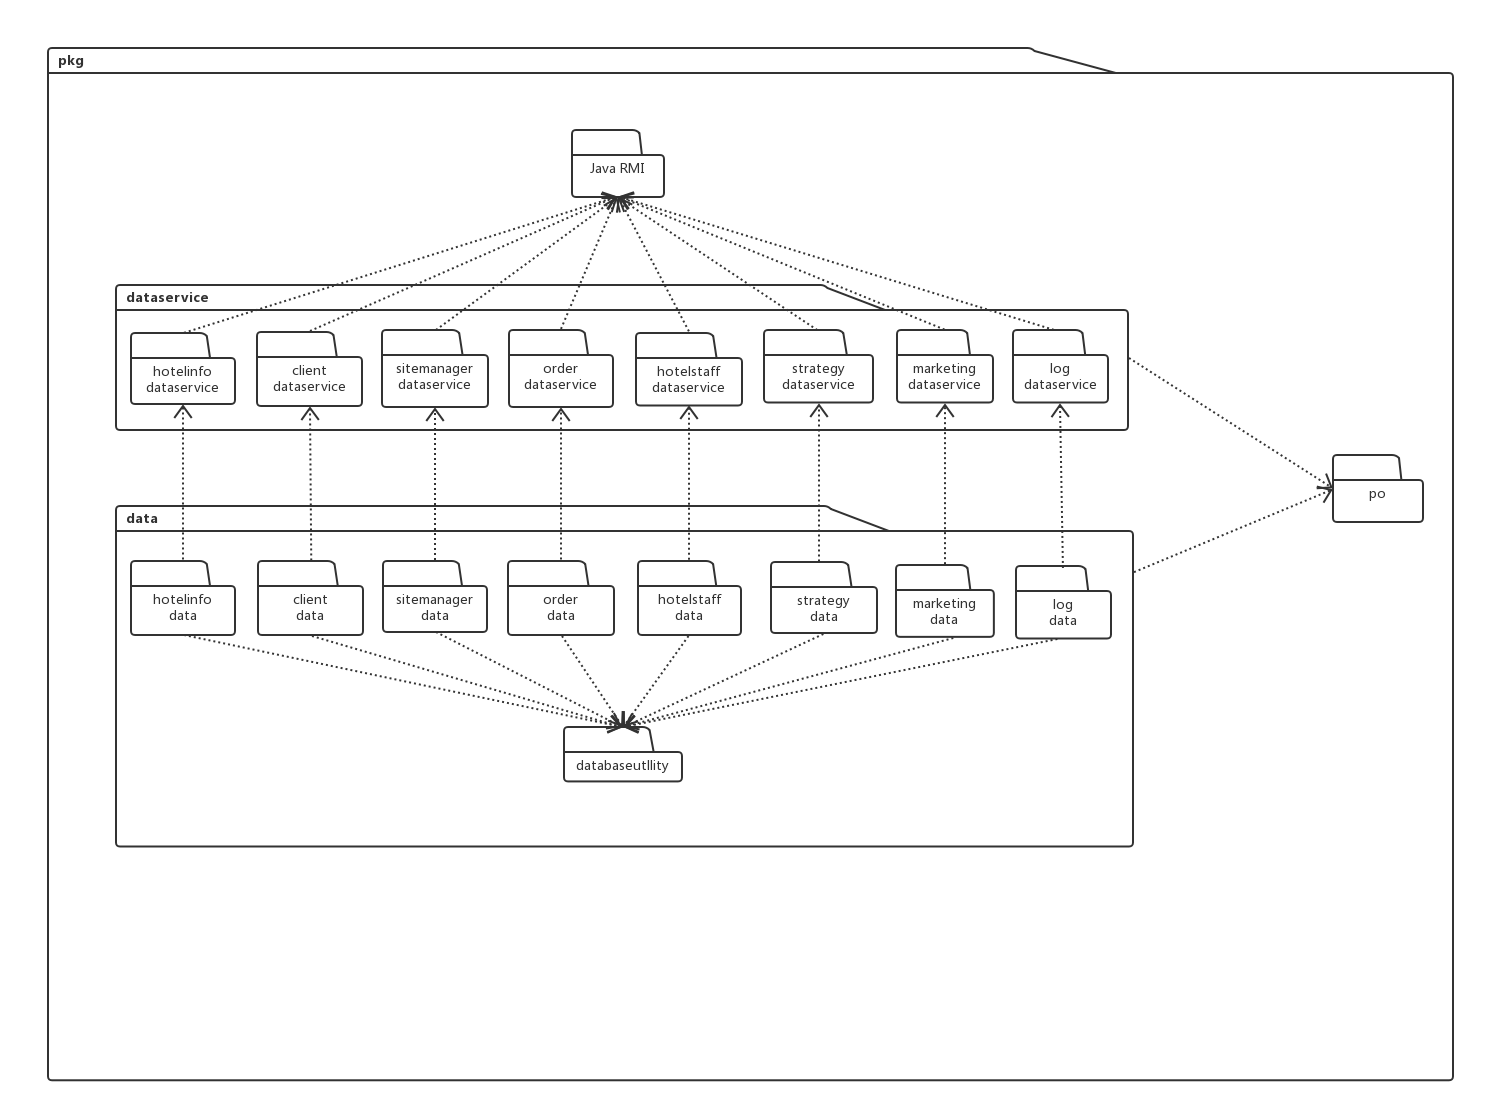 pkg
Java RMI
dataservice
hotelinfo
dataservice
client
dataservice
sitemanager
dataservice
order
dataservice
hotelstaff
dataservice
strategy
dataservice
marketing
dataservice
log
dataservice
po
data
hotelinfo
data
client
data
sitemanager
data
order
data
hotelstaff
data
strategy
data
marketing
data
log
data
databaseutllity